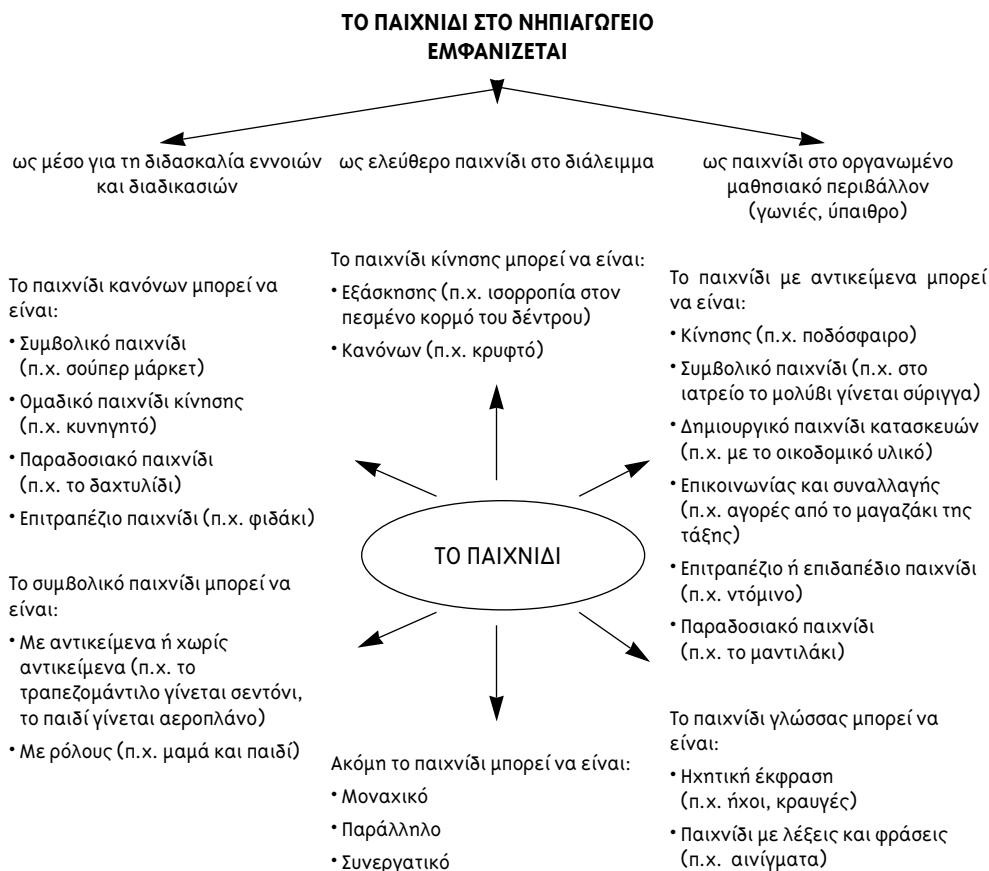 ΤΟ ΠΑΙΧΝΙΔΙ ΣΤΟ ΝΗΠΙΑΓΩΓΕΙΟ
ΕΜΦΑΝΙΖΕΤΑΙ
ως μέσο για τη διδασκαλία εννοιών
και διαδικασιών
ως ελεύθερο παιχνίδι στο διάλειμμα
ως παιχνίδι στο οργανωμένο
μαθησιακό περιβάλλον
(γωνιές, ύπαιθρο)
Το παιχνίδι κανόνων μπορεί να
είναι:
• Συμβολικό παιχνίδι
(π.χ. σούπερ μάρκετ)
• Ομαδικό παιχνίδι κίνησης
(π.χ. κυνηγητό)
• Παραδοσιακό παιχνίδι
(π.χ. το δαχτυλίδι)
• Επιτραπέζιο παιχνίδι (π.χ. φιδάκι)
Το παιχνίδι κίνησης μπορεί να είναι:
• Εξάσκησης (π.χ. ισορροπία στον
πεσμένο κορμό του δέντρου)
• Κανόνων (π.χ. κρυφτό)
Το παιχνίδι με αντικείμενα μπορεί
να είναι:
• Κίνησης (π.χ. ποδόσφαιρο)
• Συμβολικό παιχνίδι (π.χ. στο
ιατρείο το μολύβι γίνεται σύριγγα)
• Δημιουργικό παιχνίδι κατασκευών
(π.χ. με το οικοδομικό υλικό)
• Επικοινωνίας και συναλλαγής
(π.χ. αγορές από το μαγαζάκι της
τάξης)
• Επιτραπέζιο ή επιδαπέδιο παιχνίδι
(π.χ. ντόμινο)
• Παραδοσιακό παιχνίδι
(π.χ. το μαντιλάκι)
ΤΟ ΠΑΙΧΝΙΔΙ
Το συμβολικό παιχνίδι μπορεί να
είναι:
• Με αντικείμενα ή χωρίς
αντικείμενα (π.χ. το
τραπεζομάντιλο γίνεται σεντόνι,
το παιδί γίνεται αεροπλάνο)
• Με ρόλους (π.χ. μαμά και παιδί)
Ακόμη το παιχνίδι μπορεί να είναι:
• Μοναχικό
• Παράλληλο
• Συνεργατικό
Το παιχνίδι γλώσσας μπορεί να
είναι:
• Ηχητική έκφραση
(π.χ. ήχοι, κραυγές)
• Παιχνίδι με λέξεις και φράσεις
(π.χ. αινίγματα)